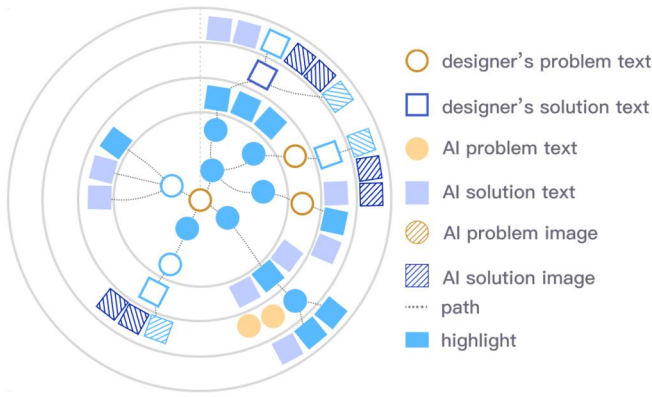 designer's problem text
designer's solution text
AI problem text
AI solution text
AI problem image
AI solution image
path
highlight